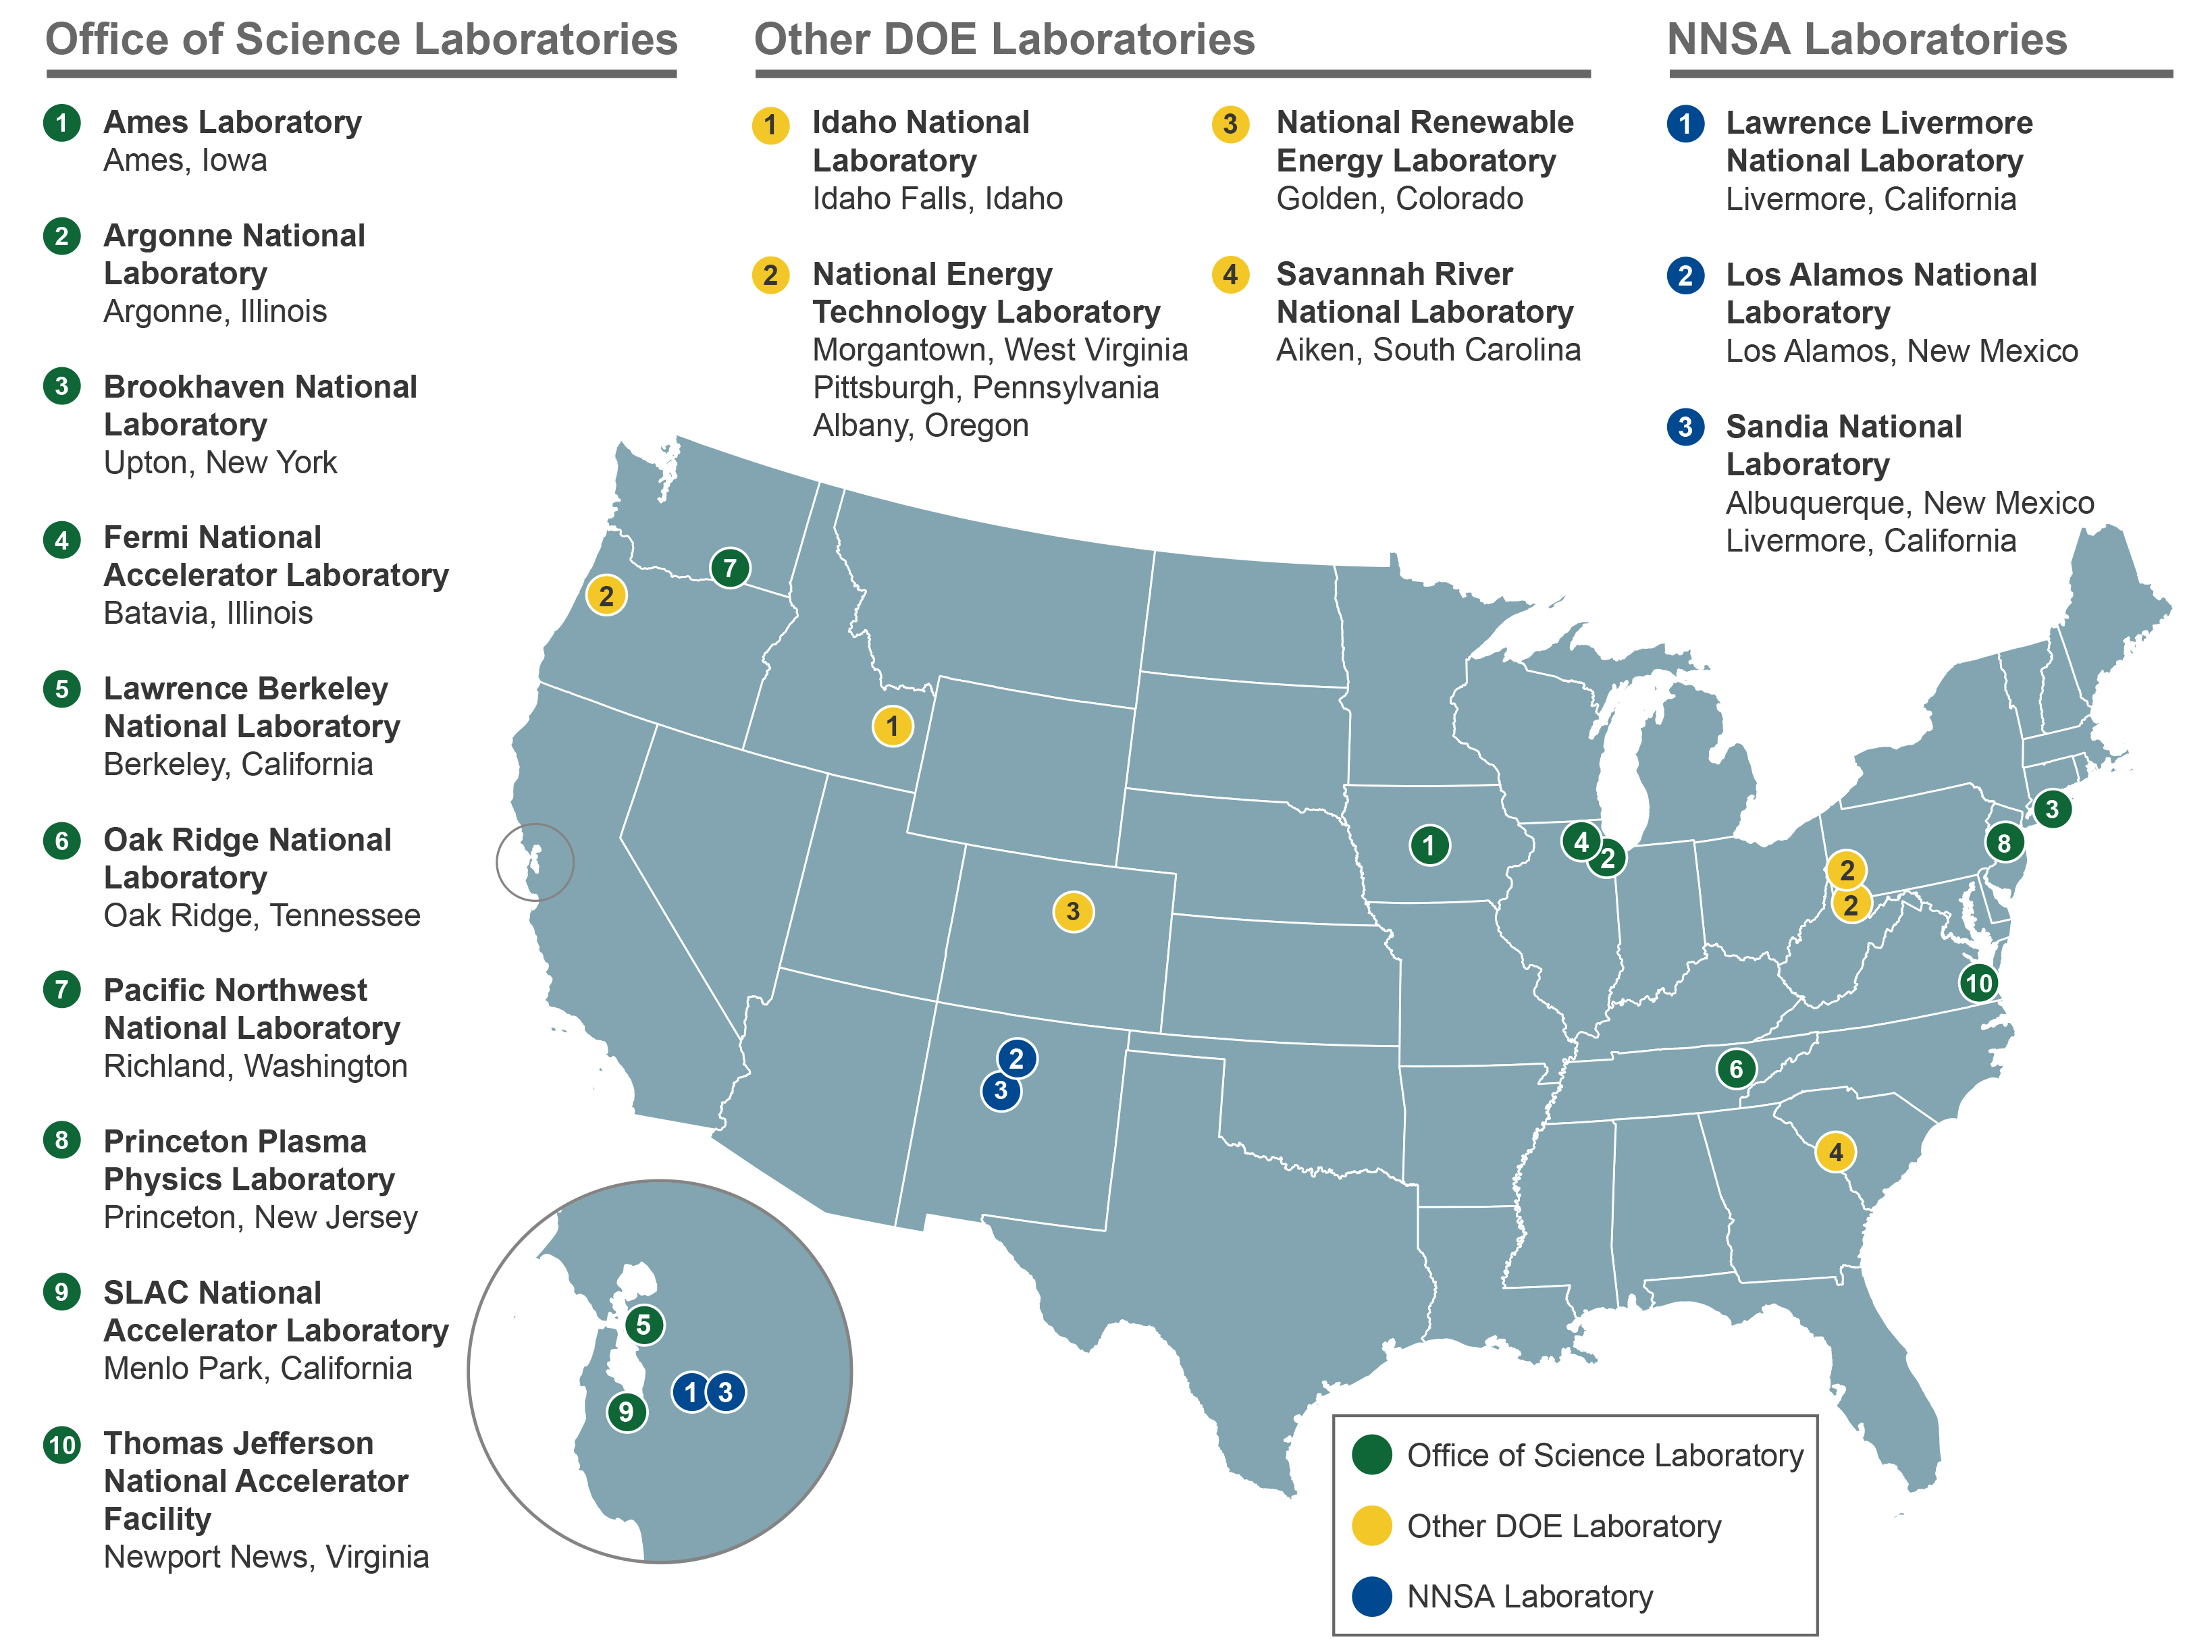 Office of Science Laboratories
1 Ames Laboratory
Ames, Iowa
2 Argonne National
Laboratory
Argonne, Illinois
3 Brookhaven National
Laboratory
Upton, New York
4 Fermi National
Accelerator Laboratory
Batavia, Illinois
5 Lawrence Berkeley
National Laboratory
Berkeley, California
6 Oak Ridge National
Laboratory
Oak Ridge, Tennessee
7 Pacific Northwest
National Laboratory
Richland, Washington
8 Princeton Plasma
Physics Laboratory
Princeton, New Jersey
9 SLAC National
Accelerator Laboratory
Menlo Park, California
10 Thomas Jefferson
National Accelerator
Facility
Newport News, Virginia
Other DOE Laboratories
1 Idaho National
Laboratory
Idaho Falls, Idaho
2 National Energy
Technology Laboratory
Morgantown, West Virginia
Pittsburgh, Pennsylvania
Albany, Oregon
3 National Renewable
Energy Laboratory
Golden, Colorado
4 Savannah River
National Laboratory
Aiken, South Carolina
NNSA Laboratories
1 Lawrence Livermore
National Laboratory
Livermore, California
2 Los Alamos National
Laboratory
Los Alamos, New Mexico
3 Sandia National
Laboratory
Albuquerque, New Mexico
Livermore, California
7
2
1
3
1
4
2
3
8
2
2
10
2
3
6
4
5
1
3
9
Office of Science Laboratory
Other DOE Laboratory
NNSA Laboratory